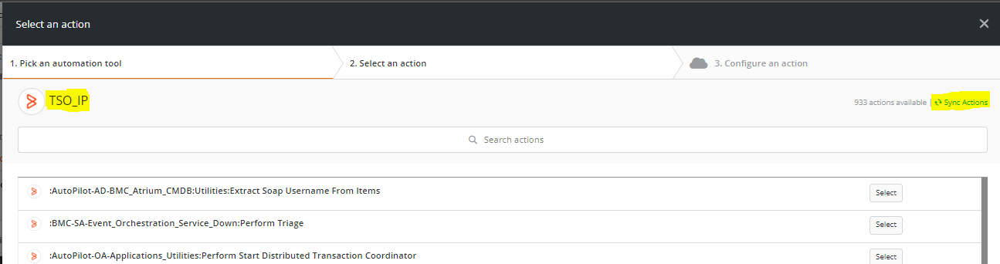 Select an action
1. Pick an automation tool
2. Select an action
3. Configure an action
TSO_IP
933 actions available | Sync Actions
Search actions
:AutoPilot-AD-BMC_Atrium_CMDB:Utilities:Extract Soap Username From Items
Select
:BMC-SA-Event_Orchestration_Service_Down:Perform Triage
Select
:AutoPilot-OA-Applications_Utilities:Perform Start Distributed Transaction Coordinator
Select